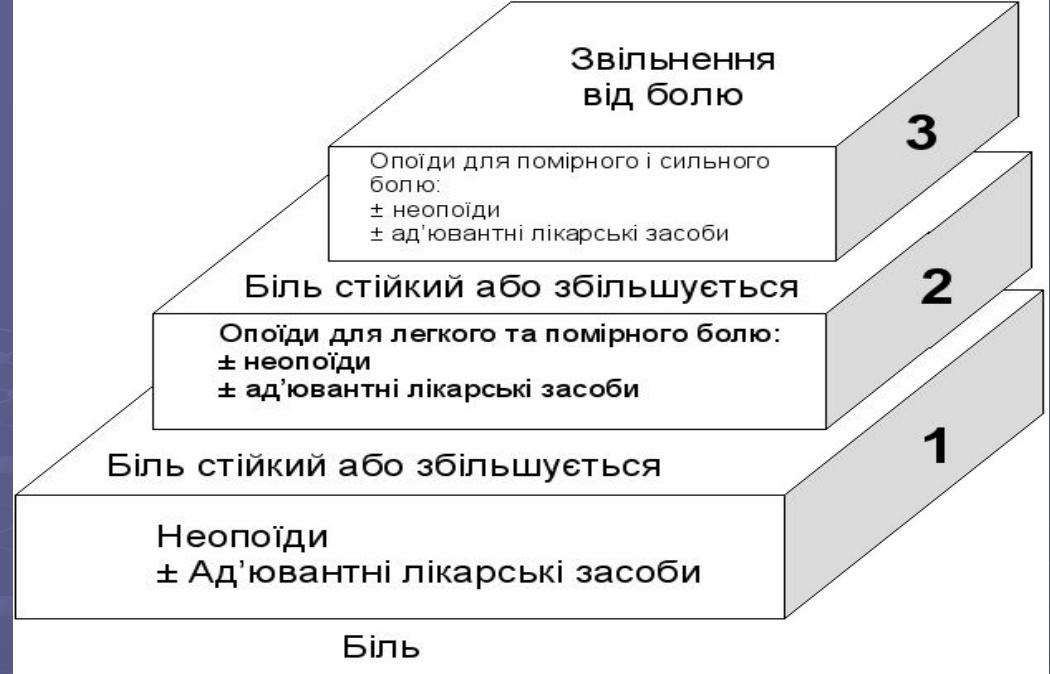 Звільнення
від болю
3
Опоїди для помірного і сильного
болю:
± неопоїди
± ад’ювантні лікарські засоби
Біль стійкий або збільшується
2
Опоїди для легкого та помірного болю:
± неопоїди
± ад’ювантні лікарські засоби
Біль стійкий або збільшується
1
Неопоїди
± Ад’ювантні лікарські засоби
Біль